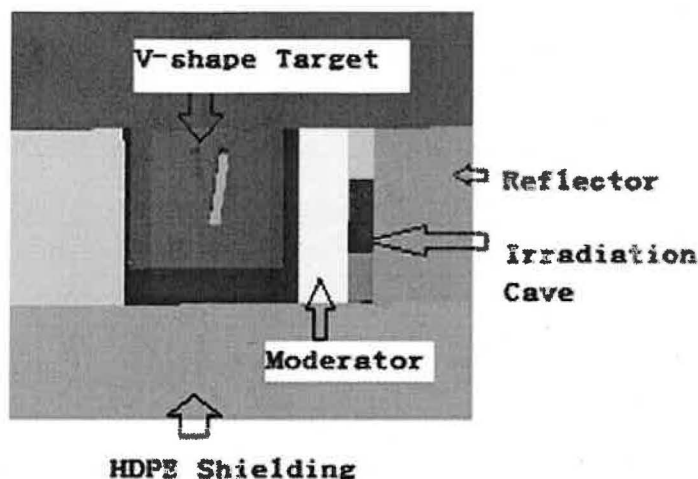 V-shape Target
Reflector
Irradiation
Cave
Moderator
HDPE Shielding